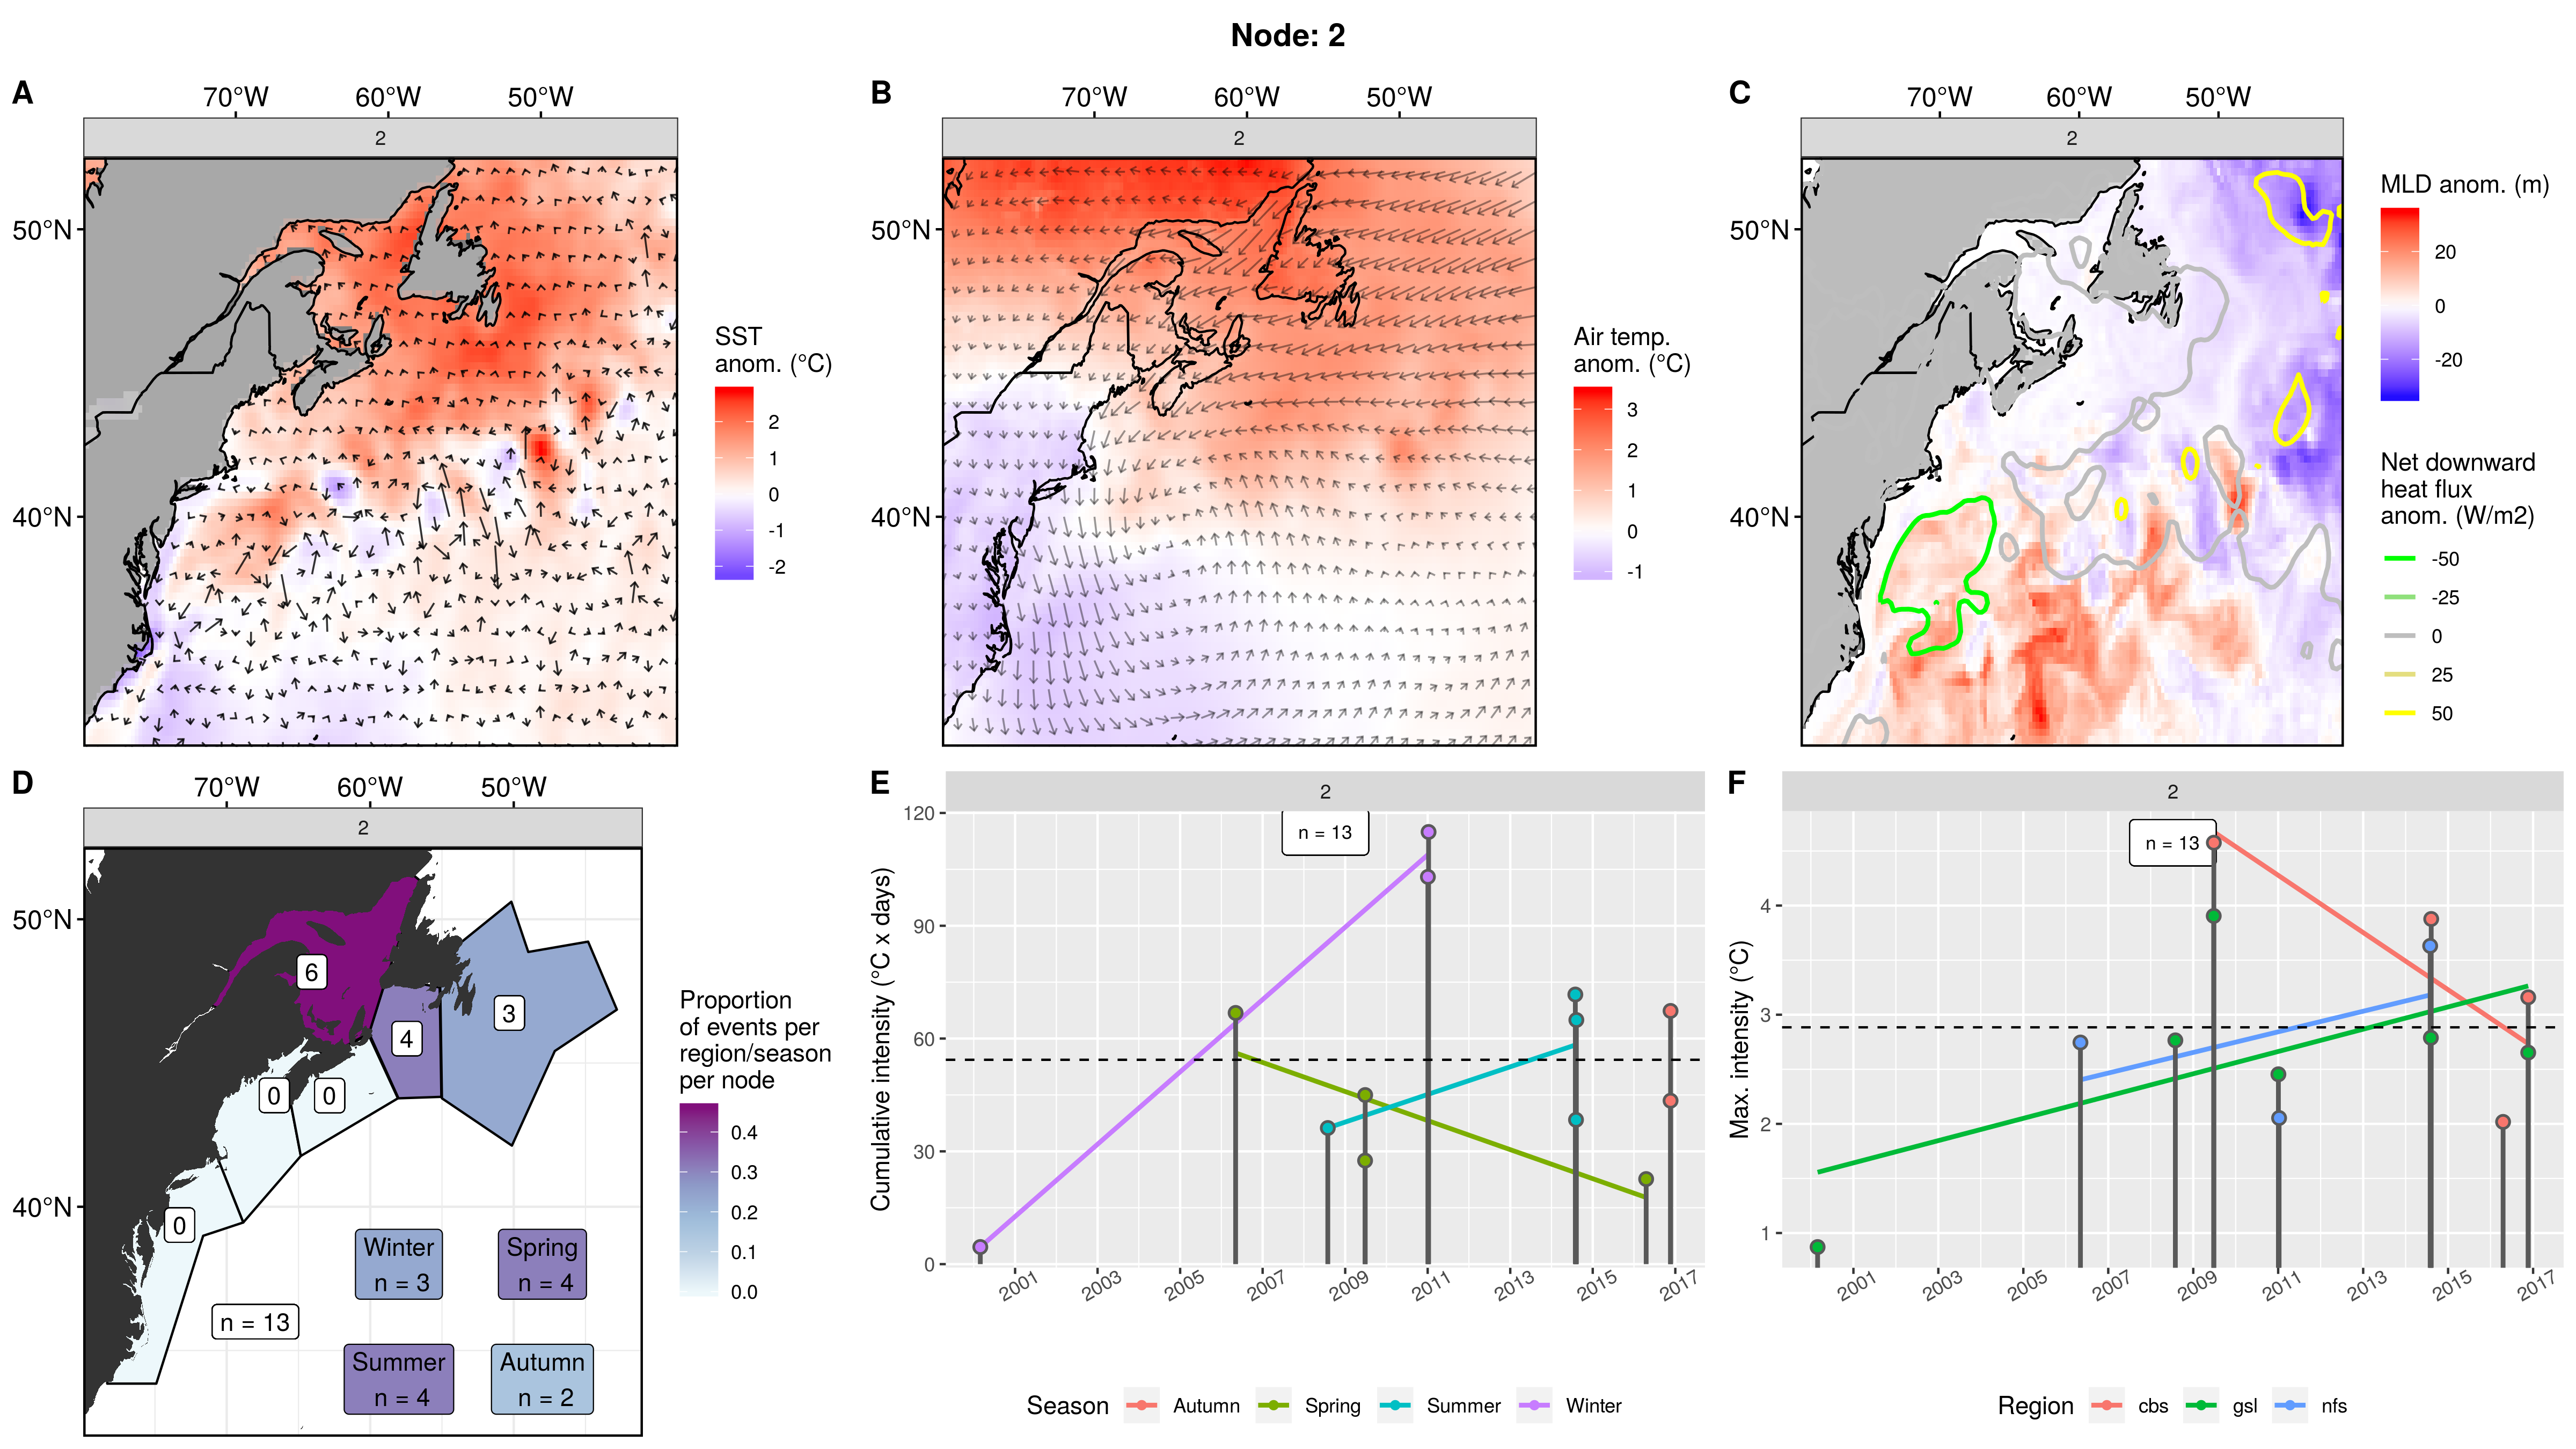 Node: 2
A
70°W 60°W 50°W
2
50°N
40°N
SST
anom. (°C)
2
1
0
-1
-2
B
70°W 60°W 50°W
2
50°N
40°N
Air temp.
anom. (°C)
3
2
1
0
-1
C
70°W 60°W 50°W
2
50°N
40°N
MLD anom. (m)
20
0
-20
Net downward
heat flux
anom. (W/m2)
-50
-25
0
25
50
D
70°W 60°W 50°W
2
50°N
40°N
6
4
3
0
0
0
n = 13
Winter
n = 3
Spring
n = 4
Summer
n = 4
Autumn
n = 2
Proportion
of events per
region/season
per node
0.4
0.3
0.2
0.1
0.0
E
2
n = 13
Cumulative intensity (°C x days)
120
90
60
30
0
2001 2003 2005 2007 2009 2011 2013 2015 2017
Season Autumn Spring Summer Winter
F
2
n = 13
Max. intensity (°C)
4
3
2
1
2001 2003 2005 2007 2009 2011 2013 2015 2017
Region cbs gsl nfs